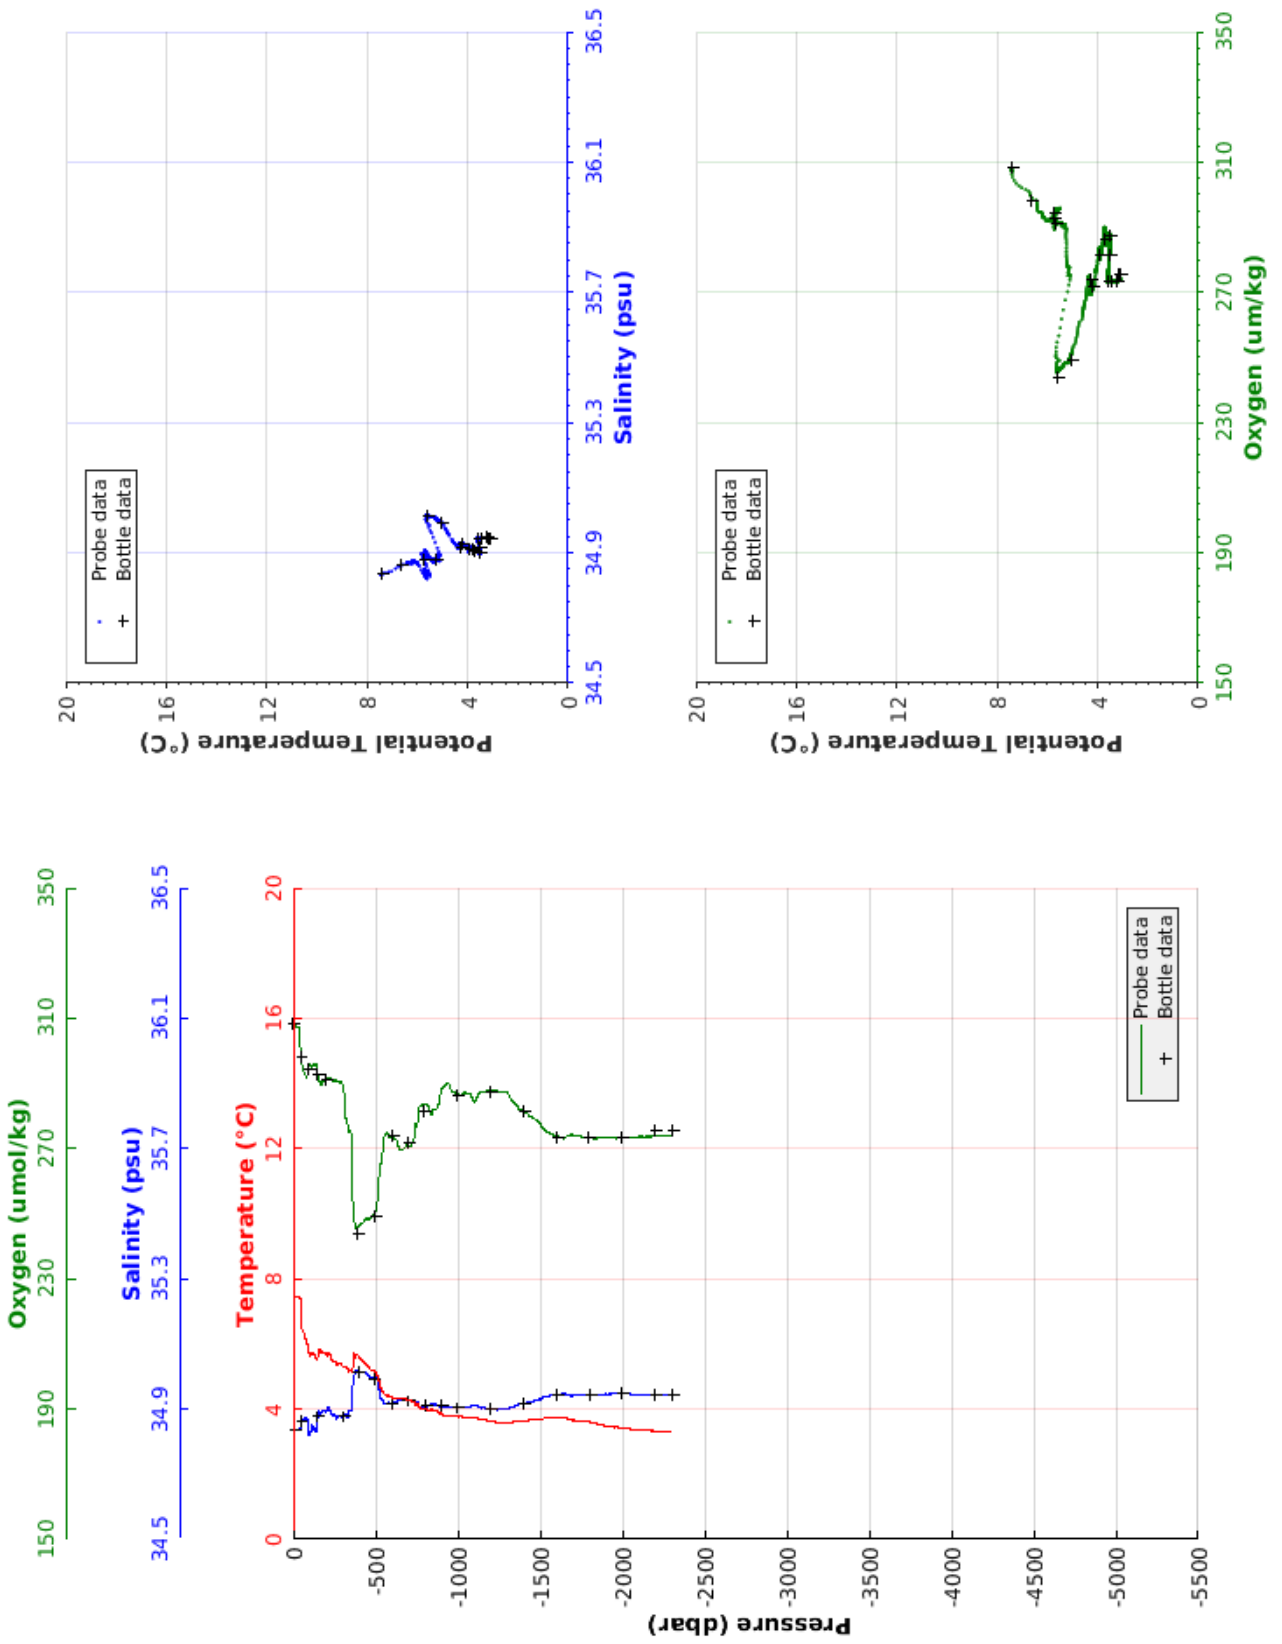 Oxygen (umol/kg)
150 190 230 270 310 350
Salinity (psu)
34.5 34.9 35.3 35.7 36.1 36.5
Temperature (°C)
0 4 8 12 16 20
0
-500
-1000
-1500
-2000
-2500
-3000
-3500
-4000
-4500
-5000
-5500
Pressure (dbar)
Probe data
Bottle data
20
16
12
8
4
0
Potential Temperature (°C)
Probe data
Bottle data
34.5 34.9 35.3 35.7 36.1 36.5
Salinity (psu)
20
16
12
8
4
0
Potential Temperature (°C)
Probe data
Bottle data
150 190 230 270 310 350
Oxygen (um/kg)